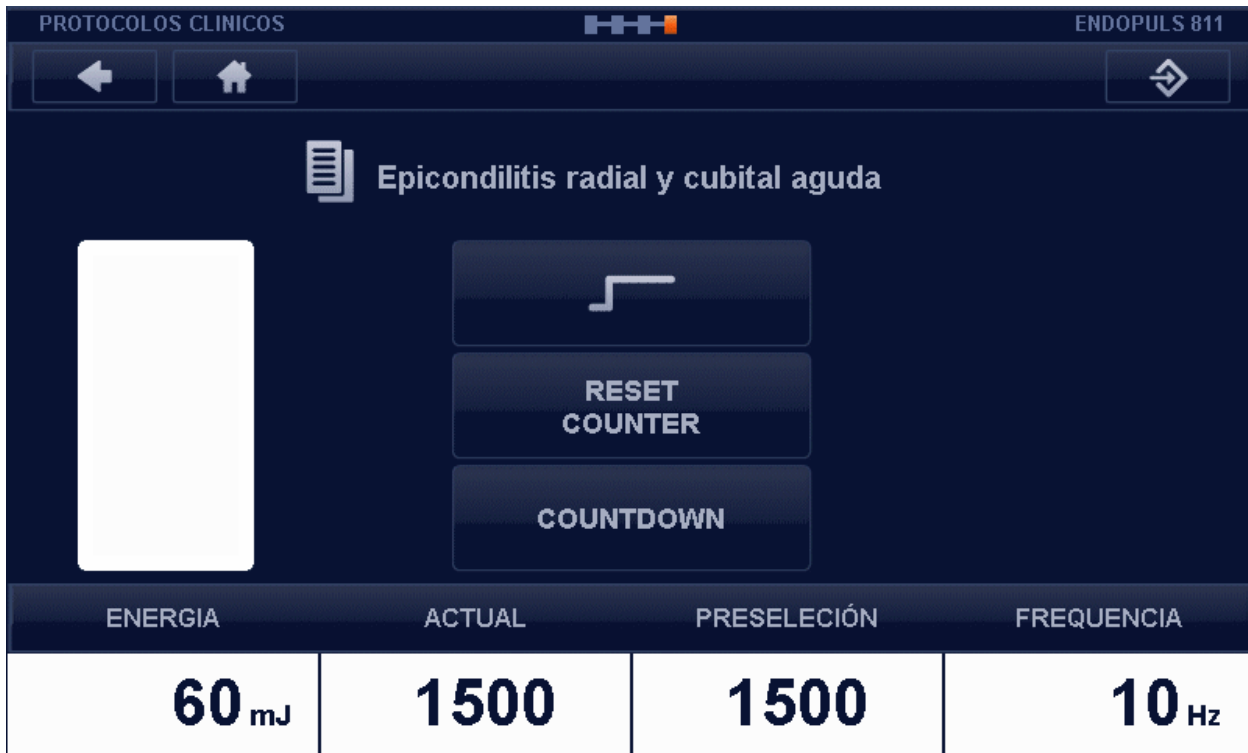 PROTOCOLOS CLINICOS
ENDOPULS 811
Epicondilitis radial y cubital aguda
RESET
COUNTER
COUNTDOWN
ENERGIA
ACTUAL
PRESELECIÓN
FREQUENCIA
60 mJ
1500
1500
10 Hz